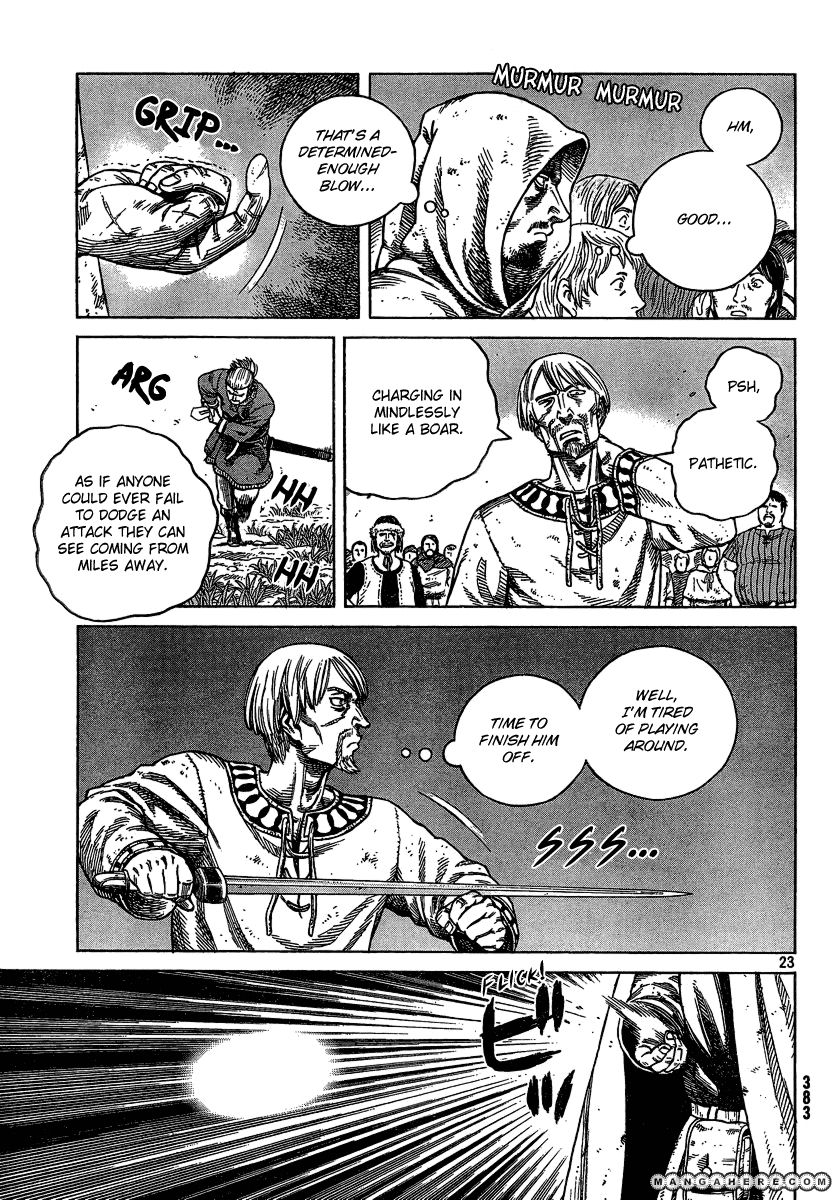 MURMUR MURMUR
HM,
GOOD...
THAT'S A
DETERMINED-
ENOUGH
BLOW...
GRIP...
PSH,
PATHETIC.
CHARGING IN
MINDLESSLY
LIKE A BOAR.
ARG
HH
HH
AS IF ANYONE
COULD EVER FAIL
TO DODGE AN
ATTACK THEY CAN
SEE COMING FROM
MILES AWAY.
WELL,
I'M TIRED
OF PLAYING
AROUND.
TIME TO
FINISH HIM
OFF.
SSS...
23
FLICK!
ビッ
383
MANGAHERE.COM